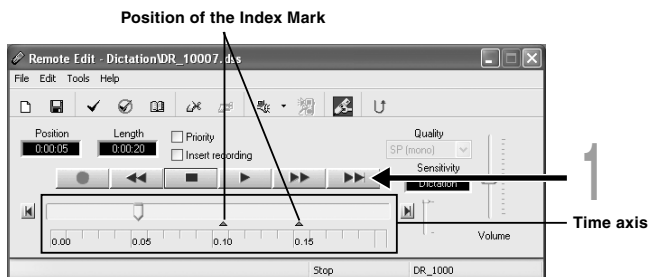 Position of the Index Mark
Remote Edit - Dictation\DR_10007.dss
File Edit Tools Help
Position Length Priority Quality
0:00:05 0:00:20 Insert recording SP (mono)
Sensitivity
Dictation
1
Time axis
0.00 0.05 0.10 0.15
Volume
Stop DR_1000